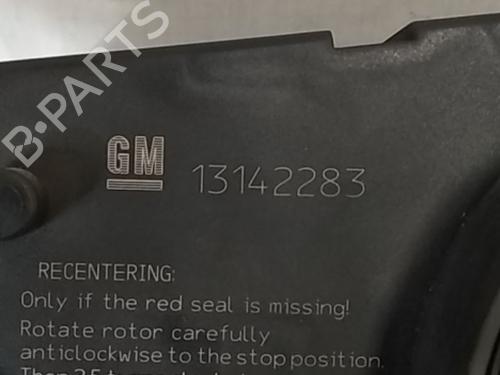 B-PARTS
GM 13142283
RECENTERING:
Only if the red seal is missing!
Rotate rotor carefully
anticlockwise to the stop position.